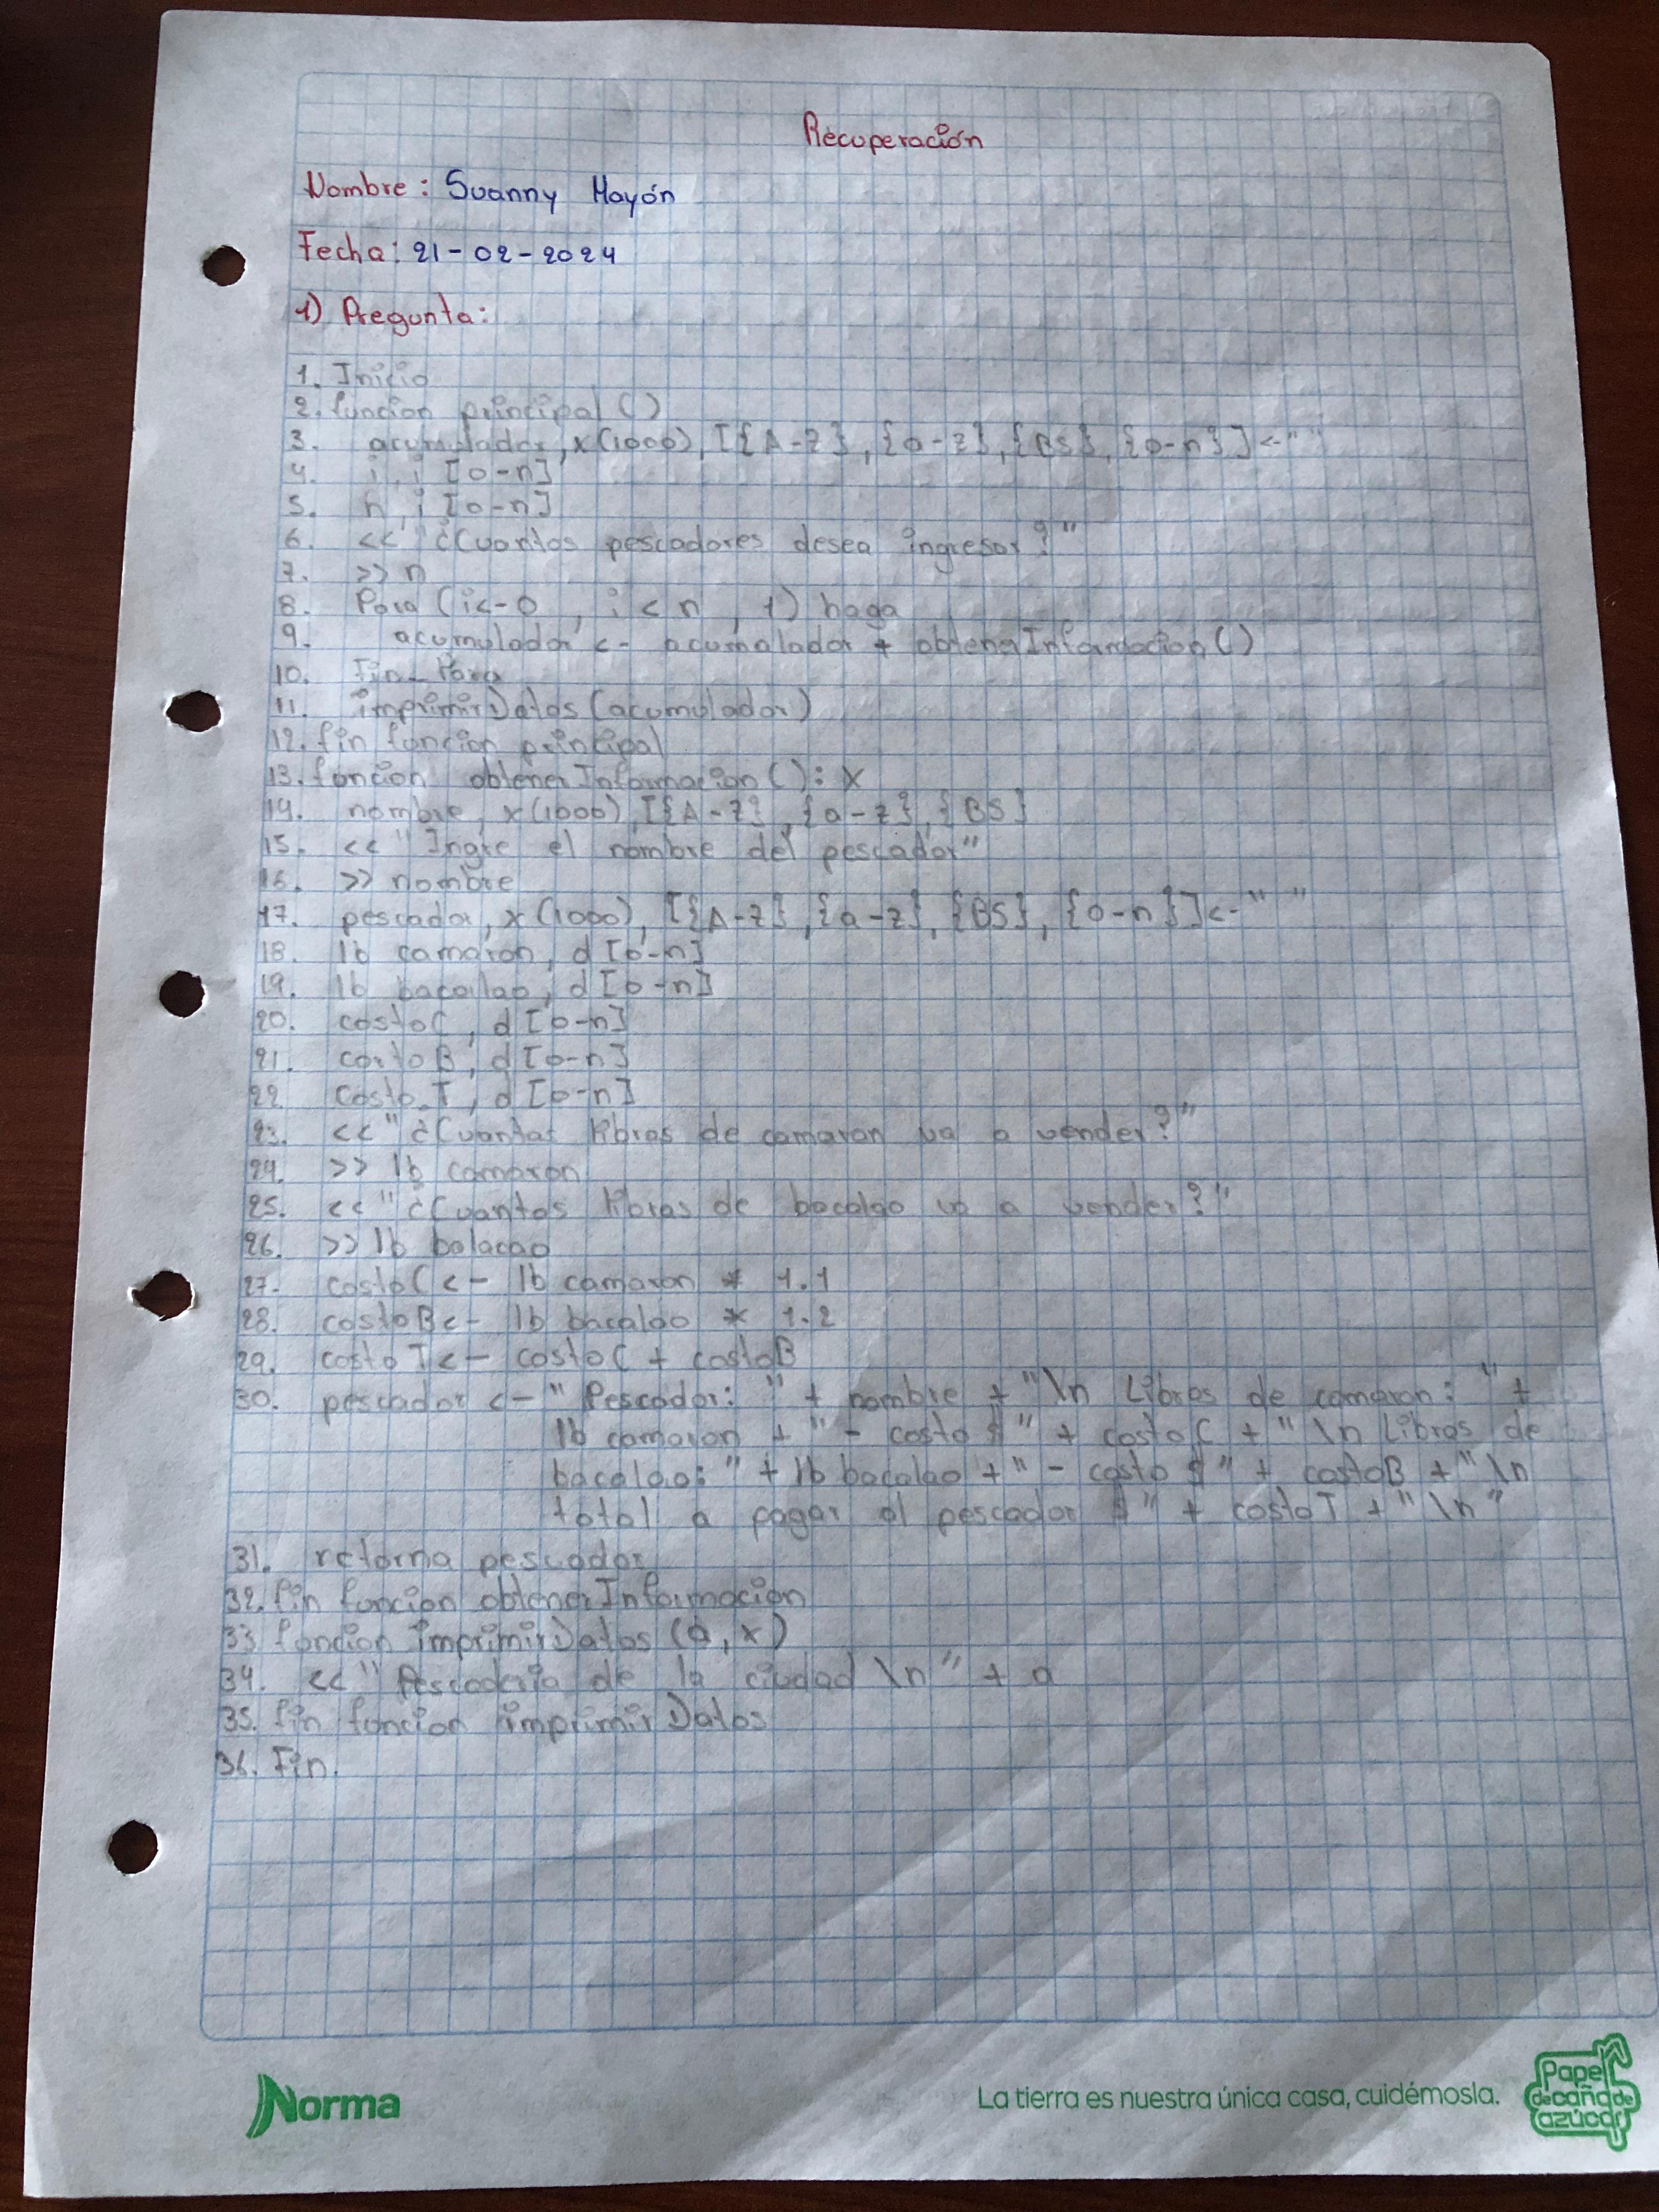 Recuperación
Nombre: Suanny Hoyón
Fecha: 21-02-2024
1) Pregunta:
1. Inicio
2. funcion principal ()
3. acumulador, x(1000), [{A-Z}, {a-z}, {BS}, {0-n}] <- " "
4. i, i [0-n]
5. n, i [0-n]
6. << "¿Cuantos pescadores desea ingresar?"
7. >> n
8. Para (i<-0, i < n, 1) haga
9. acumulador <- acumalador + obtenerInformacion ()
10. Fin-Para
11. imprimirDatos (acumulador)
12. fin funcion principal
13. funcion obtenerInformacion (): x
14. nombre, x(1000), [{A-Z}, {a-z}, {BS}
15. << "Ingre el nombre del pescador"
16. >> nombre
17. pescador, x(1000), [{A-Z}, {a-z}, {BS}, {0-n}] <- " "
18. lb camaron, d [0-n]
19. lb bacalao, d [0-n]
20. costoC, d [0-n]
21. costoB, d [0-n]
22. Costo T, d [0-n]
23. << "¿Cuantas libras de camaron va a vender?"
24. >> lb camaron
25. << "¿Cuantos libras de bacalao va a vender?"
26. >> lb balacao
27. costoC <- lb camaron * 1.1
28. costoB <- lb bacalao * 1.2
29. costoT <- costoC + costoB
30. pescador <- "Pescador: " + nombre + "\n Libras de camaron: " +
lb camaron + " - costo $" + costoC + "\n Libras de
bacalao: " + lb bacalao + " - costo $" + costoB + "\n
total a pagar al pescador $" + costoT + "\n"
31. retorna pescador
32. fin funcion obtenerInformacion
33. funcion imprimirDatos (a, x)
34. << "Pescaderia de la ciudad \n" + a
35. fin funcion imprimirDatos
36. Fin.
Norma
La tierra es nuestra única casa, cuidémosla.
Papel
de caña de
azúcar